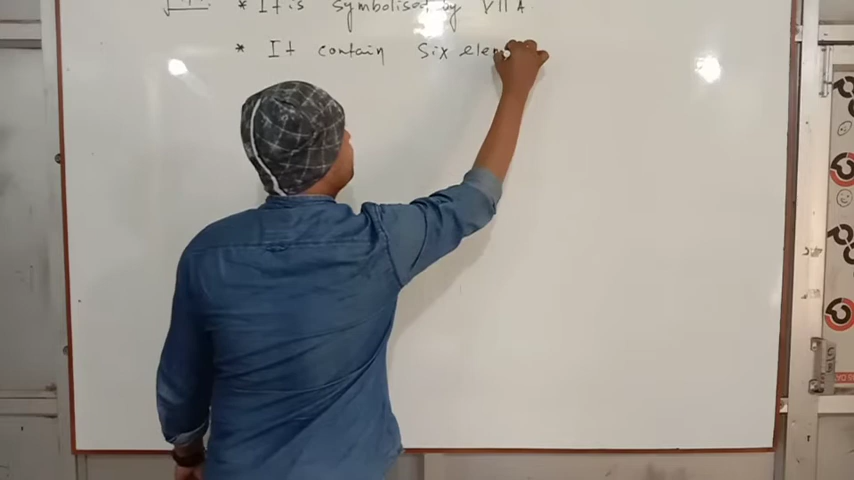 * It is symbolised by VII A
* It contain Six ele